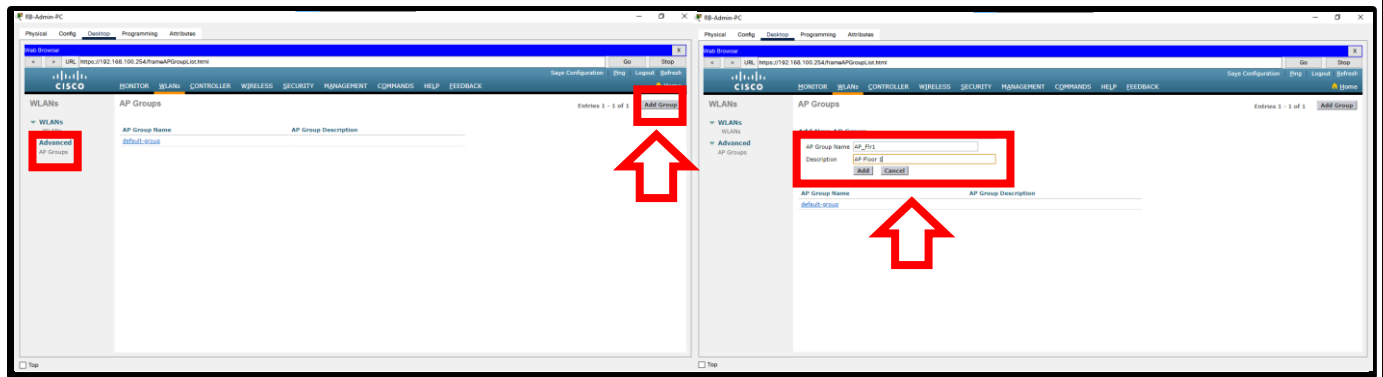 RB-Admin-PC
Physical Config Desktop Programming Attributes
Web Browser X
< > URL https://192.168.100.254/frameAPGroupList.html Go Stop
Save Configuration Ping Logout Refresh
CISCO MONITOR WLANs CONTROLLER WIRELESS SECURITY MANAGEMENT COMMANDS HELP FEEDBACK Home
WLANs AP Groups Entries 1 - 1 of 1 Add Group
WLANs
WLANs
AP Group Name AP Group Description
Advanced default-group
AP Groups
Top
RB-Admin-PC
Physical Config Desktop Programming Attributes
Web Browser X
< > URL https://192.168.100.254/frameAPGroupList.html Go Stop
Save Configuration Ping Logout Refresh
CISCO MONITOR WLANs CONTROLLER WIRELESS SECURITY MANAGEMENT COMMANDS HELP FEEDBACK Home
WLANs AP Groups Entries 1 - 1 of 1 Add Group
WLANs
WLANs Add New AP Group
Advanced AP Group Name AP_Flr1
AP Groups Description AP Floor 1
Add Cancel
AP Group Name AP Group Description
default-group
Top